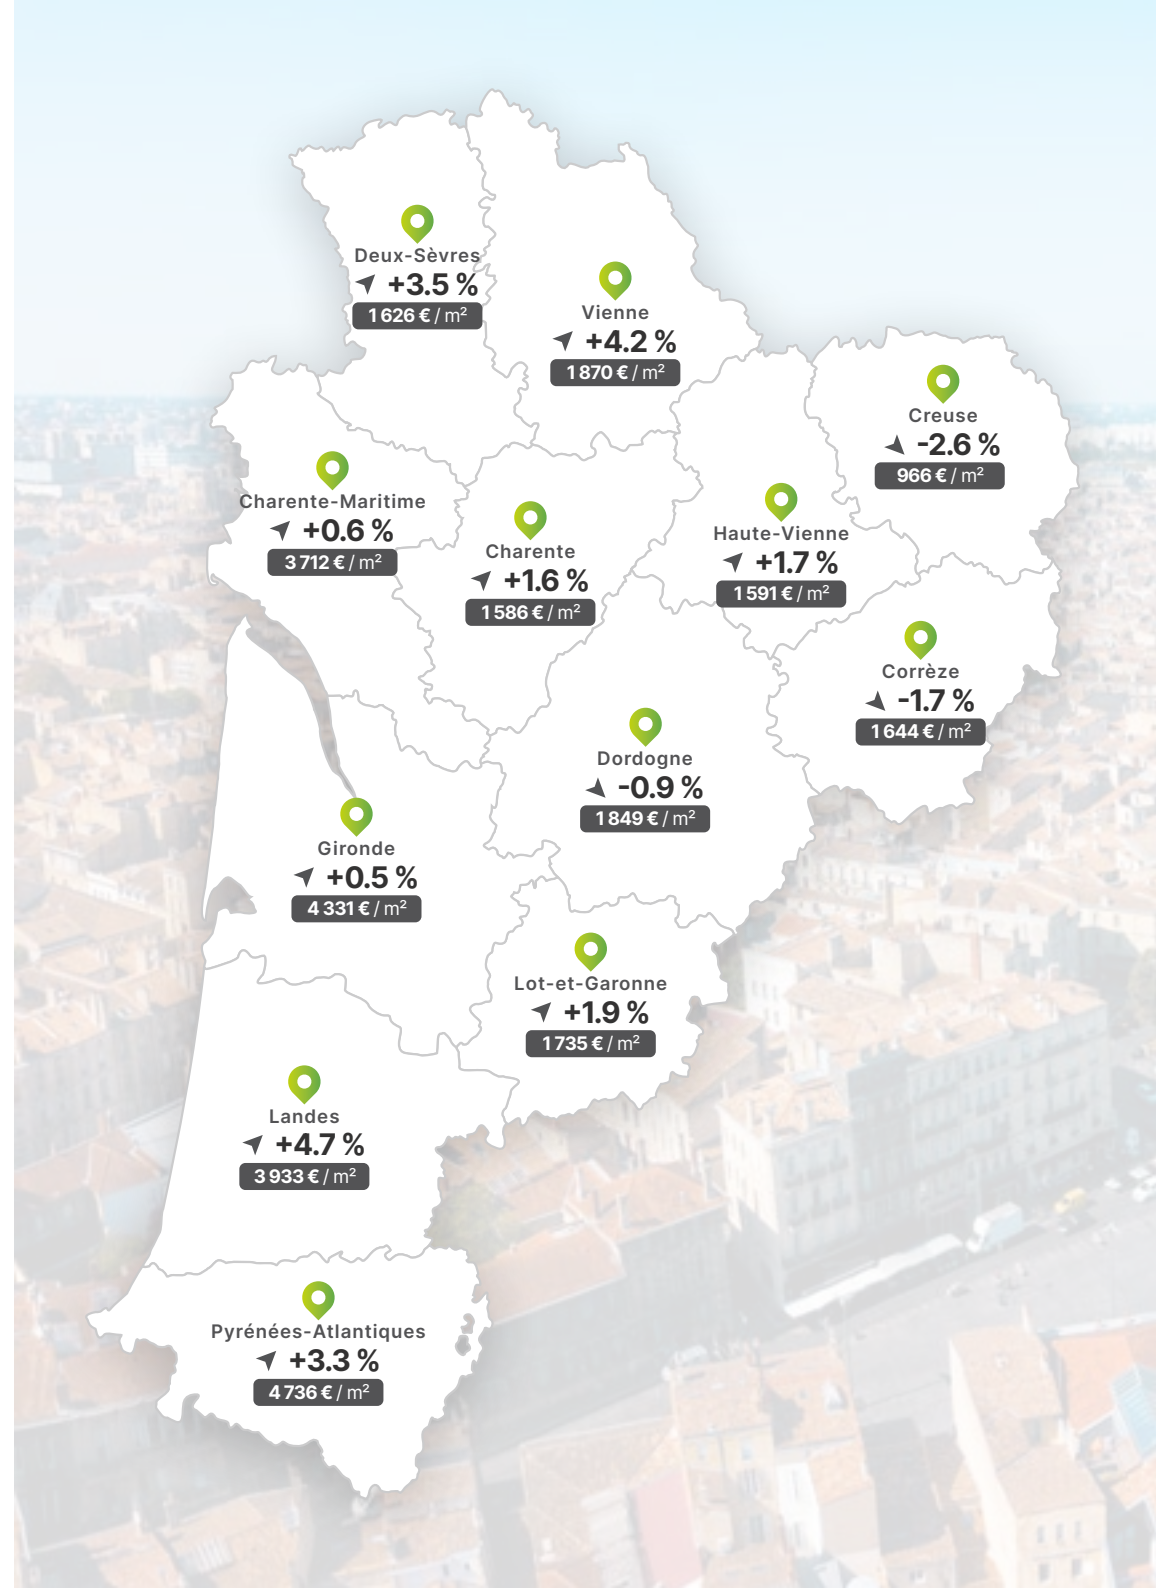 Deux-Sèvres
+3.5 %
1 626 € / m²
Vienne
+4.2 %
1 870 € / m²
Creuse
-2.6 %
966 € / m²
Charente-Maritime
+0.6 %
3 712 € / m²
Charente
+1.6 %
1 586 € / m²
Haute-Vienne
+1.7 %
1 591 € / m²
Corrèze
-1.7 %
1 644 € / m²
Dordogne
-0.9 %
1 849 € / m²
Gironde
+0.5 %
4 331 € / m²
Lot-et-Garonne
+1.9 %
1 735 € / m²
Landes
+4.7 %
3 933 € / m²
Pyrénées-Atlantiques
+3.3 %
4 736 € / m²